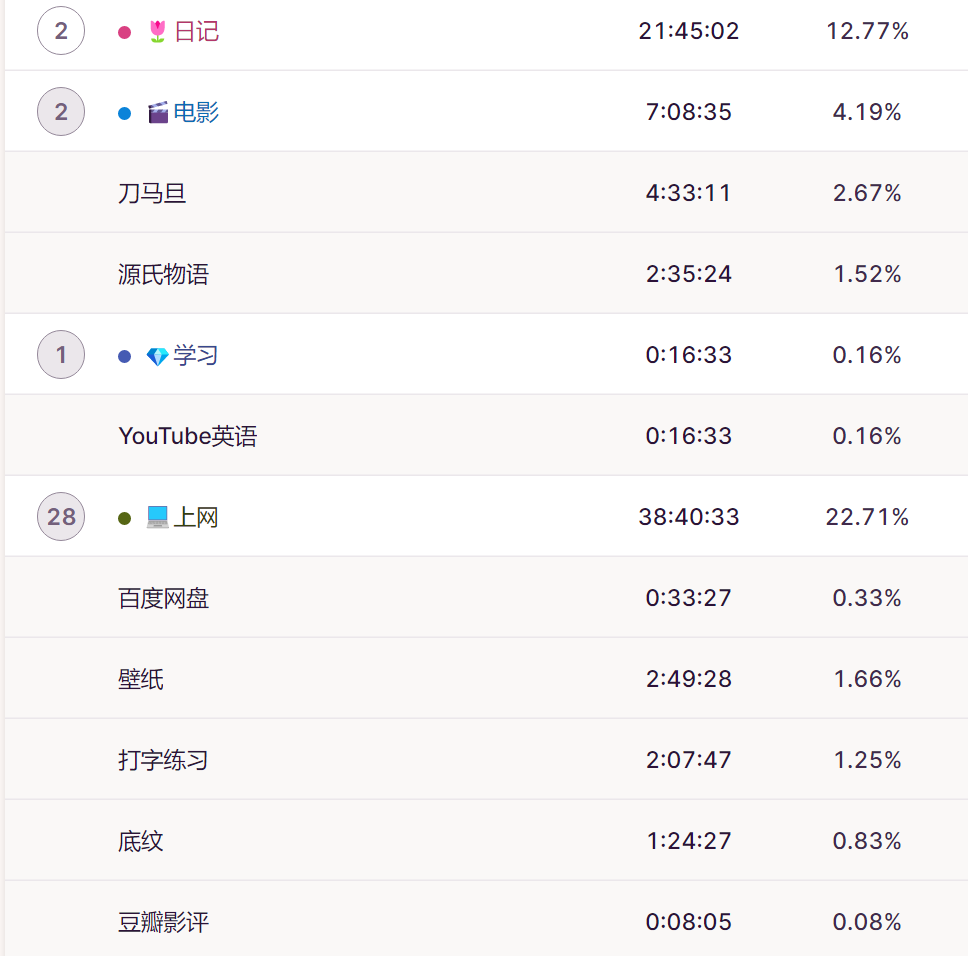 2 🌷日记 21:45:02 12.77%
2 🎬电影 7:08:35 4.19%
刀马旦 4:33:11 2.67%
源氏物语 2:35:24 1.52%
1 💎学习 0:16:33 0.16%
YouTube英语 0:16:33 0.16%
28 💻上网 38:40:33 22.71%
百度网盘 0:33:27 0.33%
壁纸 2:49:28 1.66%
打字练习 2:07:47 1.25%
底纹 1:24:27 0.83%
豆瓣影评 0:08:05 0.08%